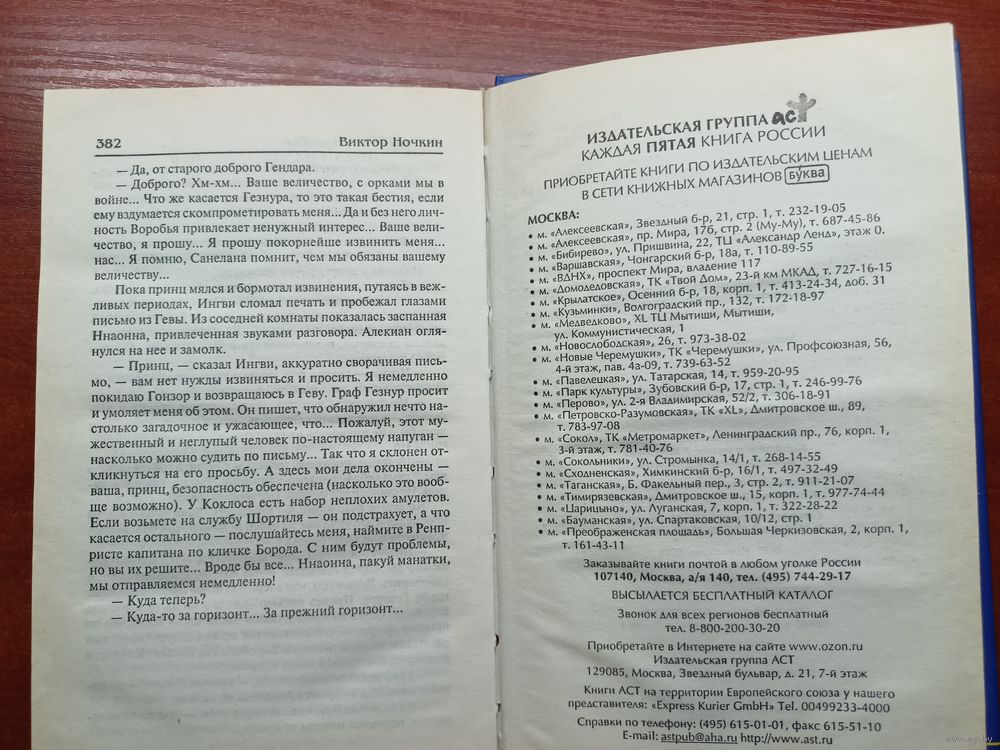 382
Виктор Ночкин
— Да, от старого доброго Гендара.
— Доброго? Хм-хм... Ваше величество, с орками мы в
войне... Что же касается Гезнура, то это такая бестия, если
ему вздумается скомпрометировать меня... Да и без него лич-
ность Воробья привлекает ненужный интерес... Ваше вели-
чество, я прошу... Я прошу покорнейше извинить меня...
нас... Я помню, Санелана помнит, чем мы обязаны вашему
величеству...
Пока принц мялся и бормотал извинения, путаясь в веж-
ливых периодах, Ингви сломал печать и пробежал глазами
письмо из Гевы. Из соседней комнаты показалась заспанная
Ннаонна, привлеченная звуками разговора. Алекиан огля-
нулся на нее и замолк.
— Принц, — сказал Ингви, аккуратно сворачивая пись-
мо, — вам нет нужды извиняться и просить. Я немедленно
покидаю Гонзор и возвращаюсь в Геву. Граф Гезнур просит
и умоляет меня об этом. Он пишет, что обнаружил нечто на-
столько загадочное и ужасающее, что... Пожалуй, этот му-
жественный и неглупый человек по-настоящему напуган —
насколько можно судить по письму... Так что я склонен от-
кликнуться на его просьбу. А здесь мои дела окончены —
ваша, принц, безопасность обеспечена (насколько это вооб-
ще возможно). У Коклоса есть набор неплохих амулетов.
Если возьмете на службу Шортиля — он подстрахует, а что
касается остального — послушайтесь меня, наймите в Ренп-
ристе капитана по кличке Борода. С ним будут проблемы,
но вы их решите... Вроде бы все... Ннаонна, пакуй манатки,
мы отправляемся немедленно!
— Куда теперь?
— Куда-то за горизонт... За прежний горизонт...
ИЗДАТЕЛЬСКАЯ ГРУППА АСТ
КАЖДАЯ ПЯТАЯ КНИГА РОССИИ
ПРИОБРЕТАЙТЕ КНИГИ ПО ИЗДАТЕЛЬСКИМ ЦЕНАМ
В СЕТИ КНИЖНЫХ МАГАЗИНОВ БУКВА
МОСКВА:
• м. «Алексеевская», Звездный б-р, 21, стр. 1, т. 232-19-05
• м. «Алексеевская», пр. Мира, 176, стр. 2 (Му-Му), т. 687-45-86
• м. «Бибирево», ул. Пришвина, 22, ТЦ «Александр Ленд», этаж 0.
• м. «Варшавская», Чонгарский б-р, 18а, т. 110-89-55
• м. «ВДНХ», проспект Мира, владение 117
• м. «Домодедовская», ТК «Твой Дом», 23-й км МКАД, т. 727-16-15
• м. «Крылатское», Осенний б-р, 18, корп. 1, т. 413-24-34, доб. 31
• м. «Кузьминки», Волгоградский пр., 132, т. 172-18-97
• м. «Медведково», XL ТЦ Мытищи, Мытищи,
ул. Коммунистическая, 1
• м. «Новослободская», 26, т. 973-38-02
• м. «Новые Черемушки», ТК «Черемушки», ул. Профсоюзная, 56,
4-й этаж, пав. 4а-09, т. 739-63-52
• м. «Павелецкая», ул. Татарская, 14, т. 959-20-95
• м. «Парк культуры», Зубовский б-р, 17, стр. 1, т. 246-99-76
• м. «Перово», ул. 2-я Владимирская, 52/2, т. 306-18-91
• м. «Петровско-Разумовская», ТК «XL», Дмитровское ш., 89,
т. 783-97-08
• м. «Сокол», ТК «Метромаркет», Ленинградский пр., 76, корп. 1,
3-й этаж, т. 781-40-76
• м. «Сокольники», ул. Стромынка, 14/1, т. 268-14-55
• м. «Сходненская», Химкинский б-р, 16/1, т. 497-32-49
• м. «Таганская», Б. Факельный пер., 3, стр. 2, т. 911-21-07
• м. «Тимирязевская», Дмитровское ш., 15, корп. 1, т. 977-74-44
• м. «Царицыно», ул. Луганская, 7, корп. 1, т. 322-28-22
• м. «Бауманская», ул. Спартаковская, 10/12, стр. 1
• м. «Преображенская площадь», Большая Черкизовская, 2, корп. 1,
т. 161-43-11
Заказывайте книги почтой в любом уголке России
107140, Москва, а/я 140, тел. (495) 744-29-17
ВЫСЫЛАЕТСЯ БЕСПЛАТНЫЙ КАТАЛОГ
Звонок для всех регионов бесплатный
тел. 8-800-200-30-20
Приобретайте в Интернете на сайте www.ozon.ru
Издательская группа АСТ
129085, Москва, Звездный бульвар, д. 21, 7-й этаж
Книги АСТ на территории Европейского союза у нашего
представителя: «Express Kurier GmbH» Tel. 00499233-4000
Справки по телефону: (495) 615-01-01, факс 615-51-10
E-mail: astpub@aha.ru http://www.ast.ru